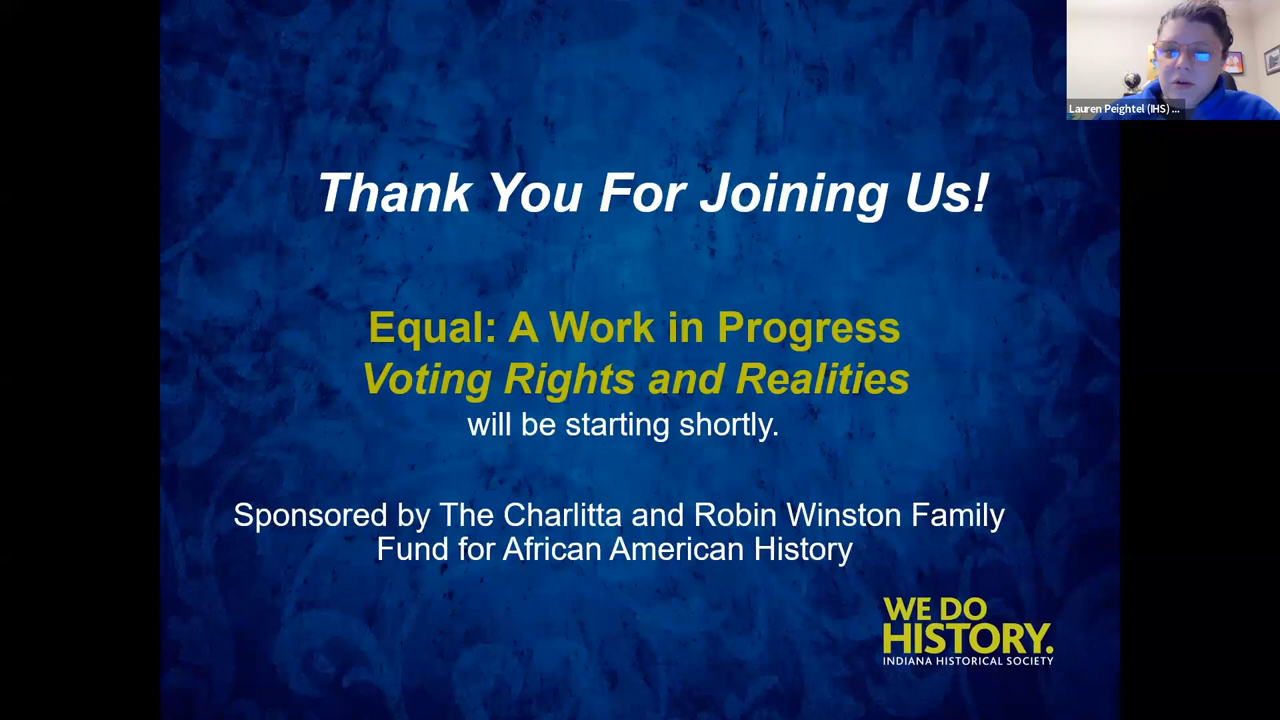 Lauren Peightel (IHS) ...
Thank You For Joining Us!
Equal: A Work in Progress
Voting Rights and Realities
will be starting shortly.
Sponsored by The Charlitta and Robin Winston Family
Fund for African American History
WE DO
HISTORY.
INDIANA HISTORICAL SOCIETY